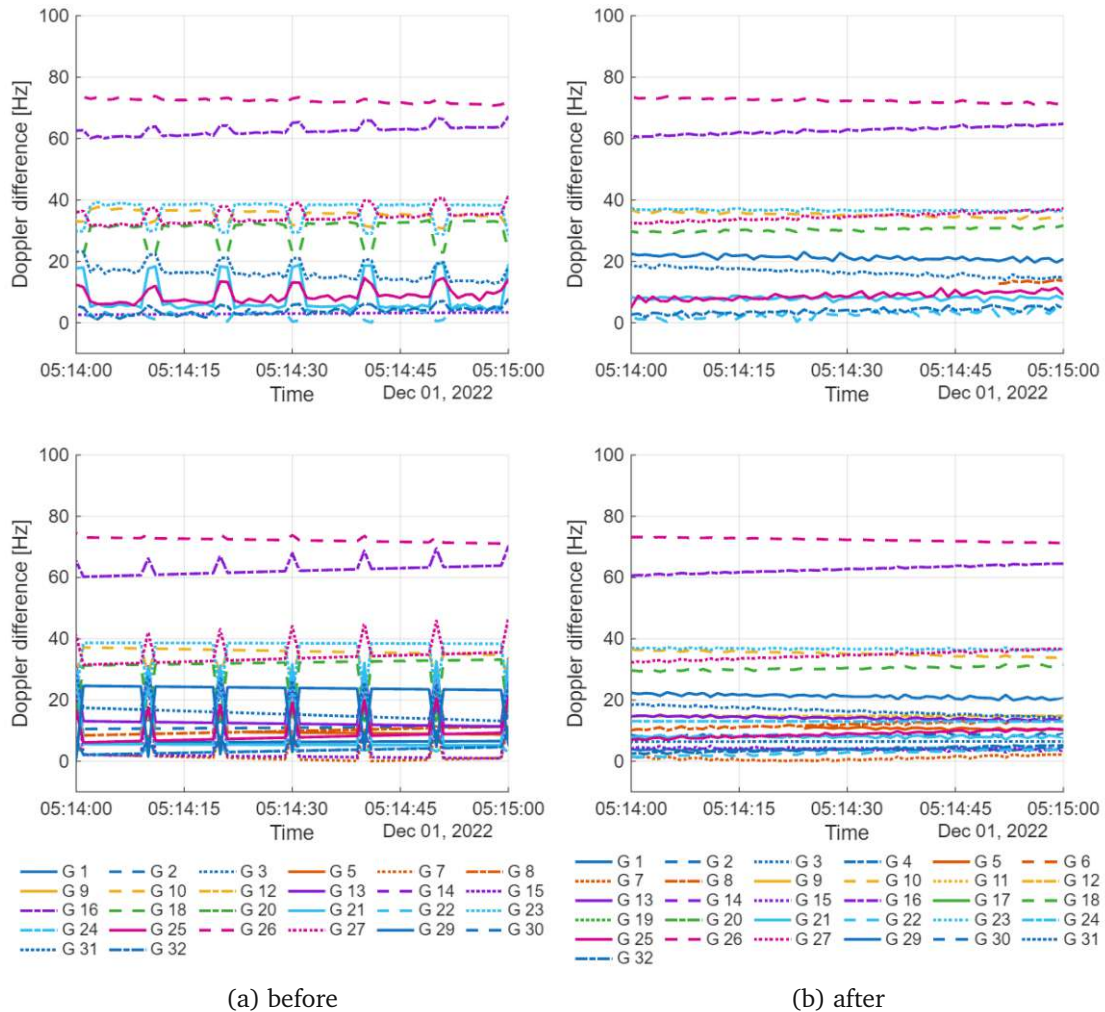 100
80
60
40
20
0
Doppler difference [Hz]
05:14:00 05:14:15 05:14:30 05:14:45 05:15:00
Time Dec 01, 2022
100
80
60
40
20
0
Doppler difference [Hz]
05:14:00 05:14:15 05:14:30 05:14:45 05:15:00
Time Dec 01, 2022
100
80
60
40
20
0
Doppler difference [Hz]
05:14:00 05:14:15 05:14:30 05:14:45 05:15:00
Time Dec 01, 2022
100
80
60
40
20
0
Doppler difference [Hz]
05:14:00 05:14:15 05:14:30 05:14:45 05:15:00
Time Dec 01, 2022
G 1 G 2 G 3 G 5 G 7 G 8
G 9 G 10 G 12 G 13 G 14 G 15
G 16 G 18 G 20 G 21 G 22 G 23
G 24 G 25 G 26 G 27 G 29 G 30
G 31 G 32
G 1 G 2 G 3 G 4 G 5 G 6
G 7 G 8 G 9 G 10 G 11 G 12
G 13 G 14 G 15 G 16 G 17 G 18
G 19 G 20 G 21 G 22 G 23 G 24
G 25 G 26 G 27 G 29 G 30 G 31
G 32
(a) before
(b) after